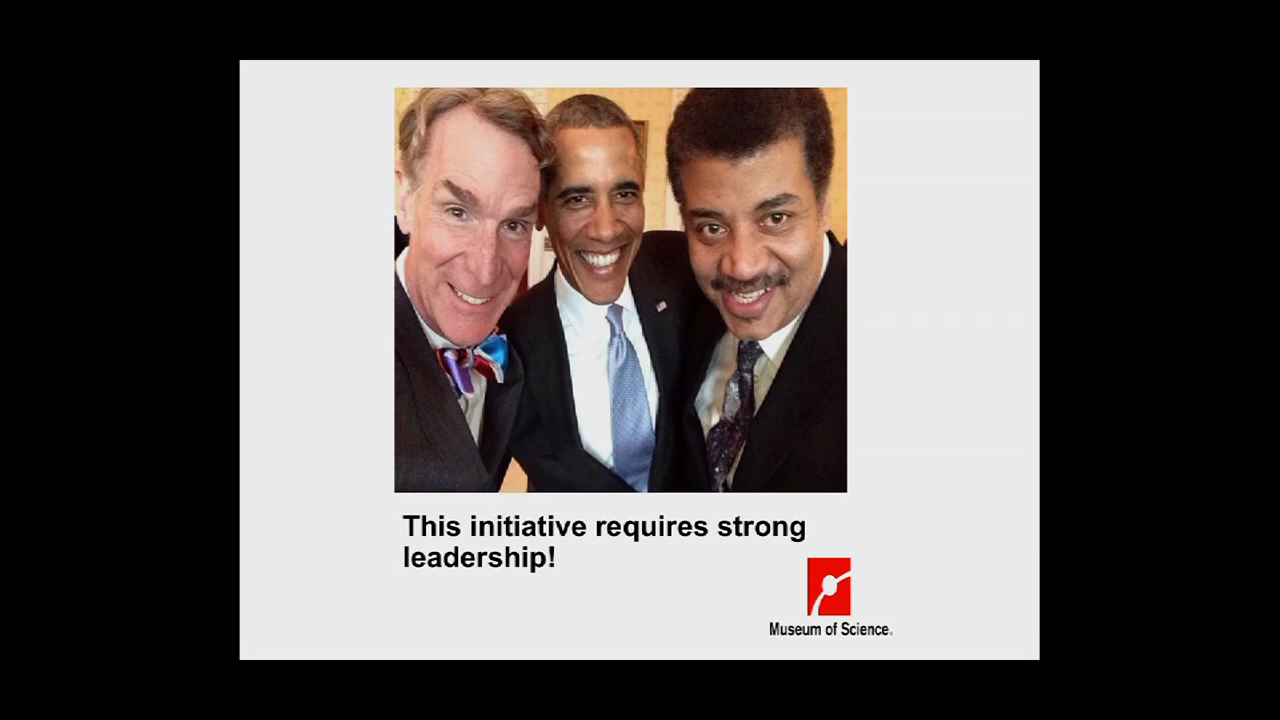 This initiative requires strong
leadership!
Museum of Science.